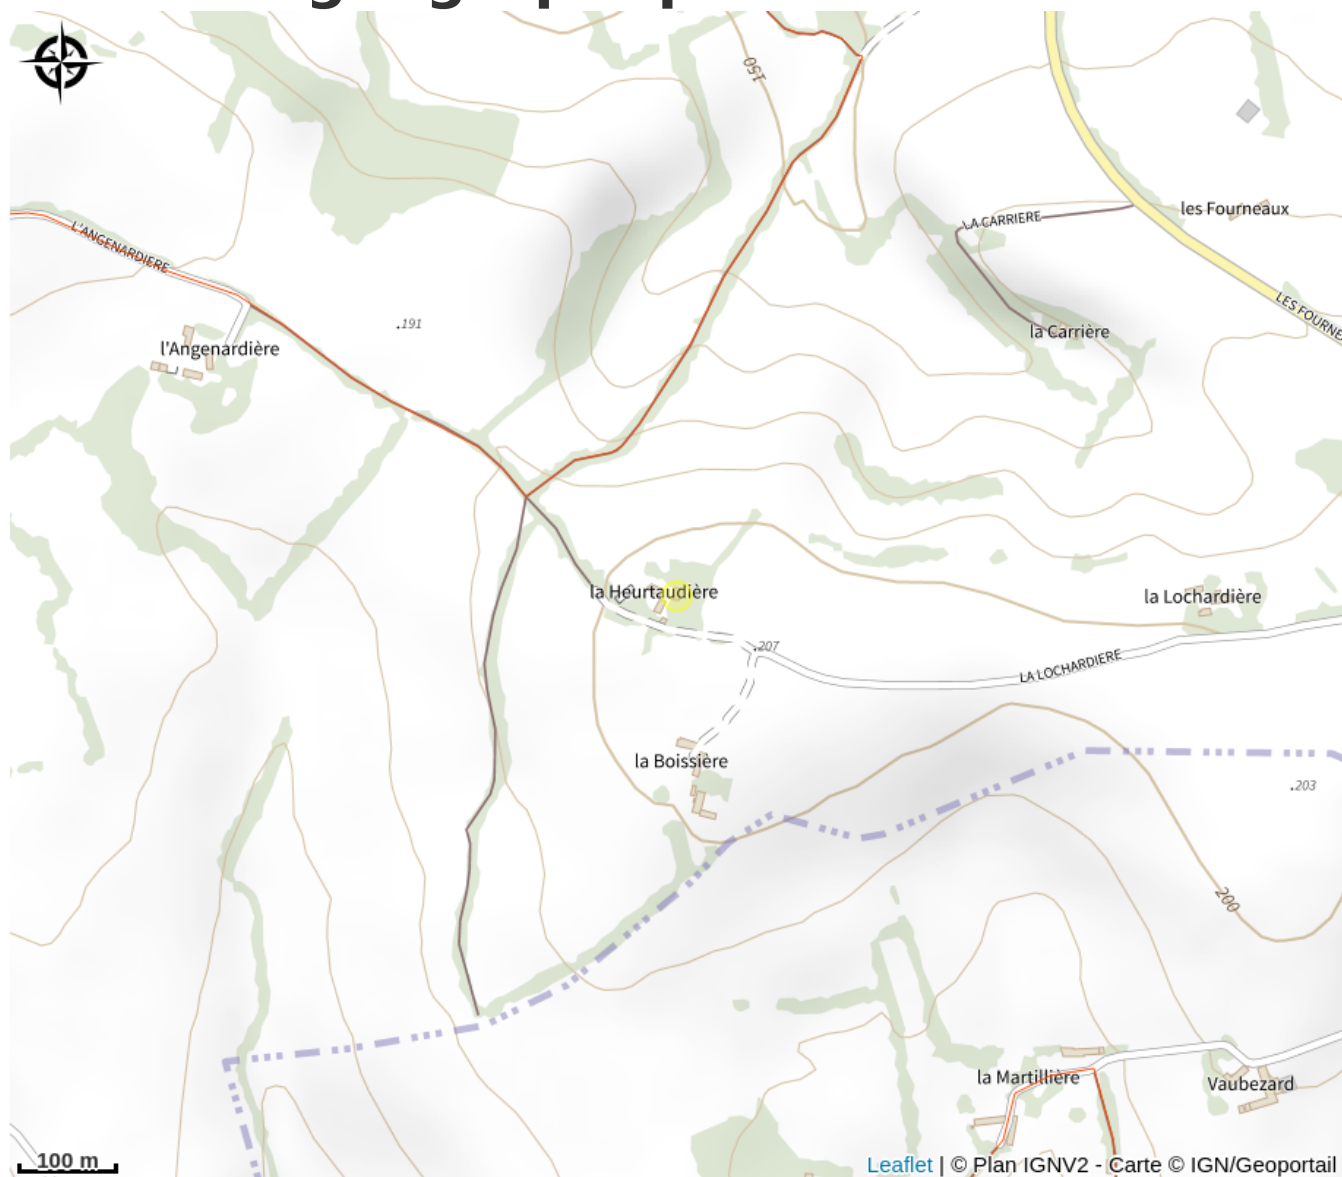 150
les Fourneaux
LA CARRIERE
L'ANGENARDIERE
LES FOURNE
.191
la Carrière
l'Angenardière
la Heurtaudière
la Lochardière
.207
LA LOCHARDIERE
la Boissière
.203
200
la Martillière
Vaubezard
100 m
Leaflet | © Plan IGNV2 - Carte © IGN/Geoportail